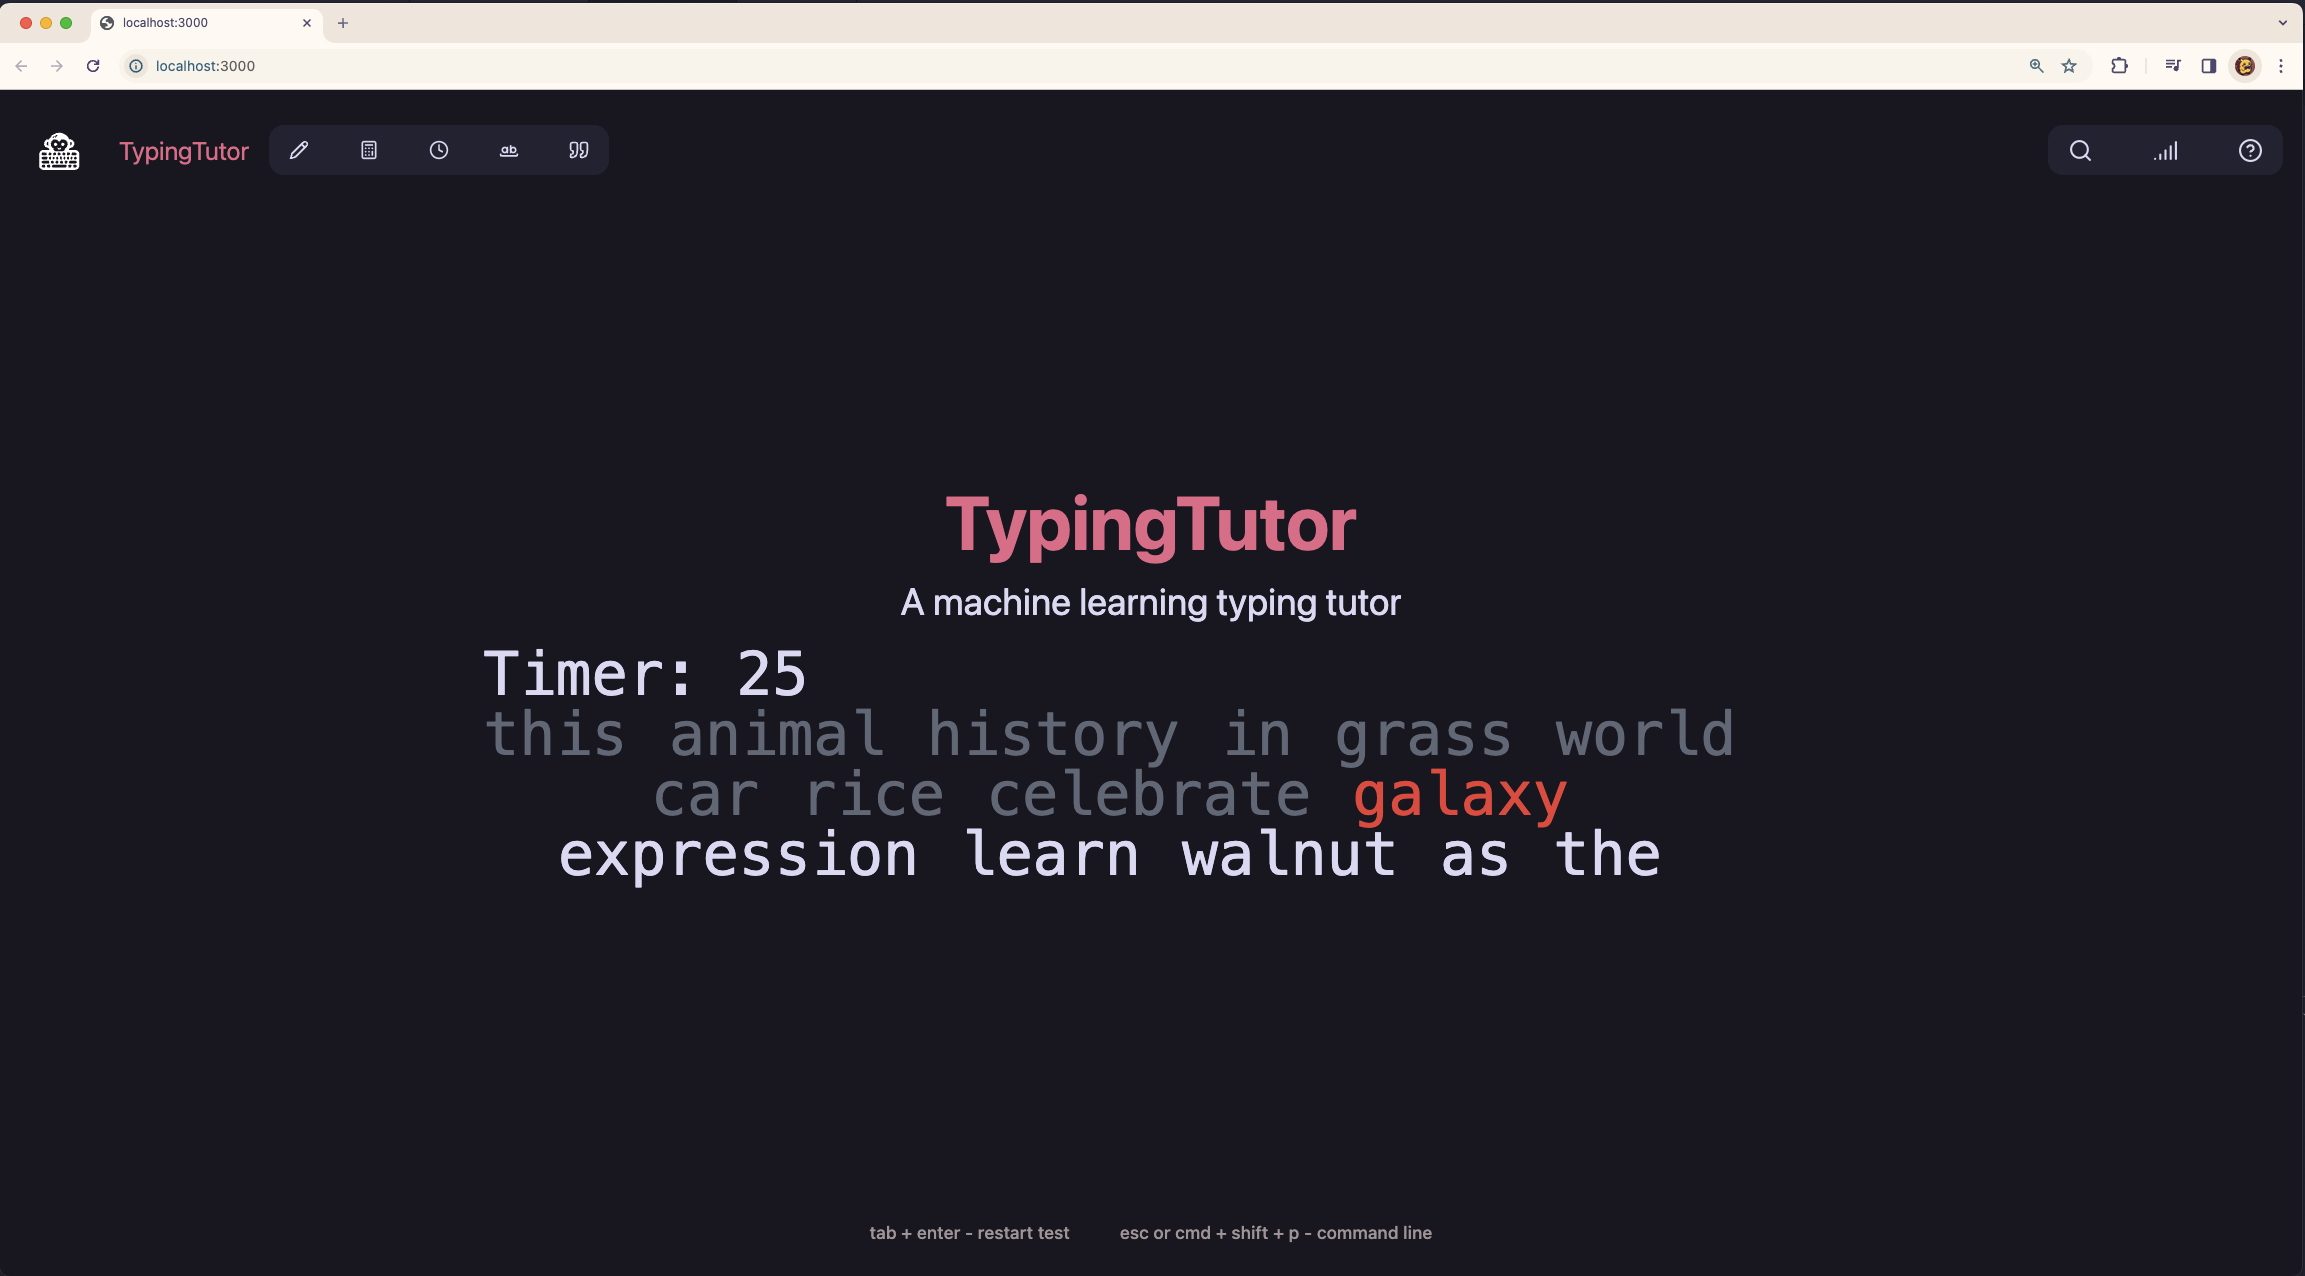 localhost:3000
localhost:3000
TypingTutor
ab
TypingTutor
A machine learning typing tutor
Timer: 25
this animal history in grass world
car rice celebrate galaxy
expression learn walnut as the
tab + enter - restart test esc or cmd + shift + p - command line